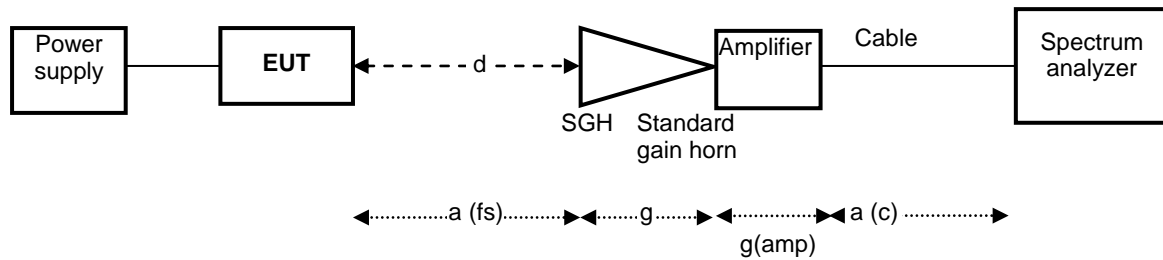 Power
supply
EUT
d
Amplifier
Cable
Spectrum
analyzer
SGH
Standard
gain horn
a (fs)
g
g(amp)
a (c)